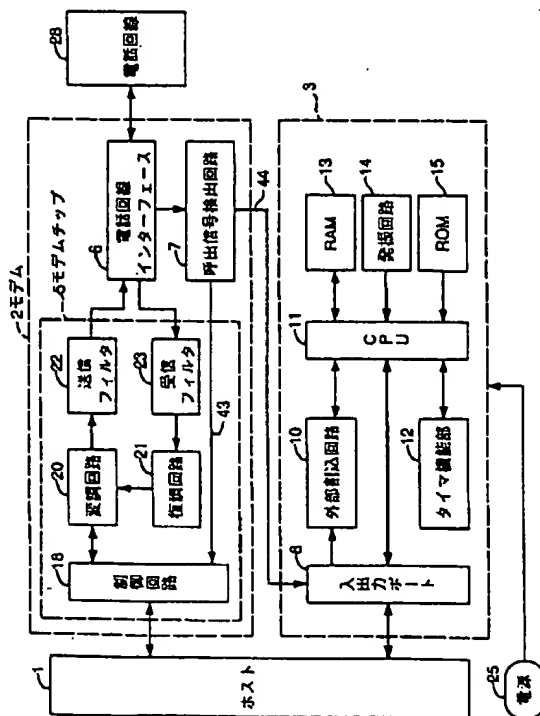 1
ホスト
2モデム
5モデムチップ
18
制御回路
20
変調回路
22
送信
フィルタ
21
復調回路
23
受信
フィルタ
43
6
電話回線
インターフェース
7
呼出信号検出回路
44
28
電話回線
3
8
入出力ポート
10
外部割込回路
12
タイマ機能部
11
CPU
RAM
13
発振回路
14
ROM
15
25
電源